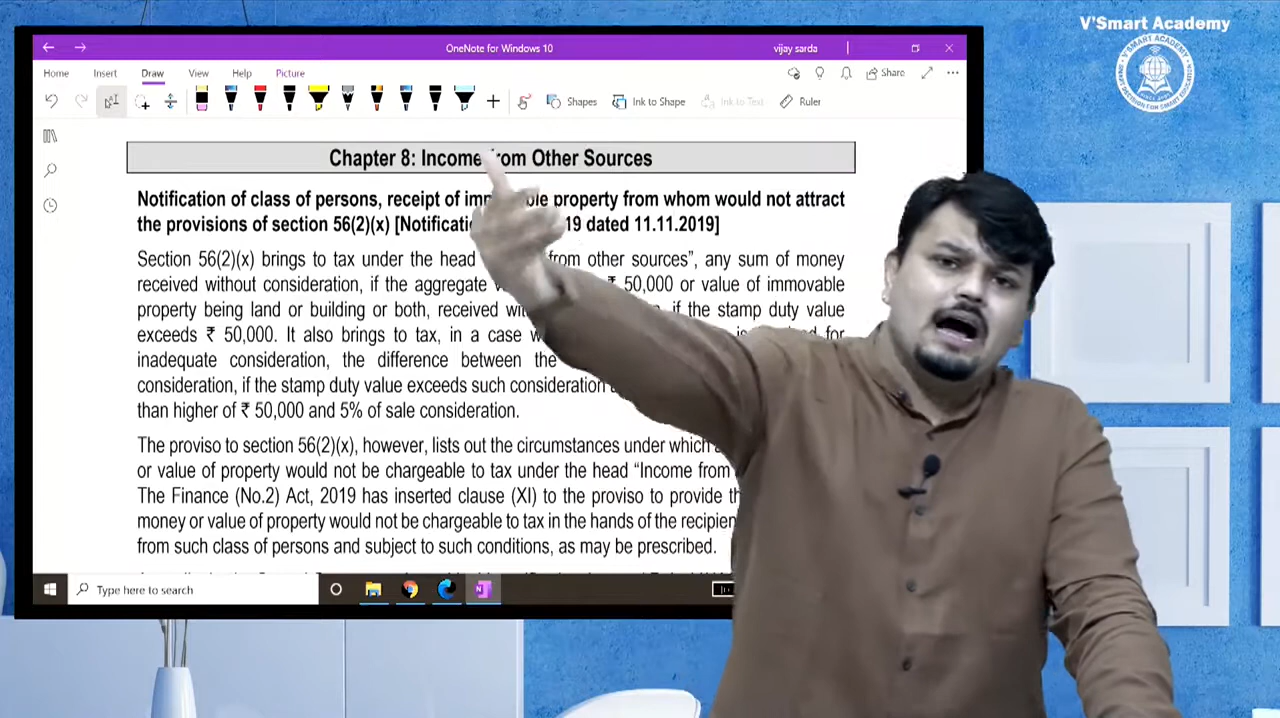 V'Smart Academy
OneNote for Windows 10
vijay sarda
Home Insert Draw View Help Picture
Share
Shapes Ink to Shape Ink to Text Ruler
Chapter 8: Income from Other Sources
Notification of class of persons, receipt of property from whom would not attract
the provisions of section 56(2)(x) 19 dated 11.11.2019]
Section 56(2)(x) brings to tax under the head from other sources”, any sum of money
received without consideration, if the aggregate ₹ 50,000 or value of immovable
property being land or building or both, received if the stamp duty value
exceeds ₹ 50,000. It also brings to tax, in a case for
inadequate consideration, the difference between the
consideration, if the stamp duty value exceeds such consideration
than higher of ₹ 50,000 and 5% of sale consideration.
The proviso to section 56(2)(x), however, lists out the circumstances under which
or value of property would not be chargeable to tax under the head “Income from
The Finance (No.2) Act, 2019 has inserted clause (XI) to the proviso to provide
money or value of property would not be chargeable to tax in the hands of the
from such class of persons and subject to such conditions, as may be prescribed.
Type here to search